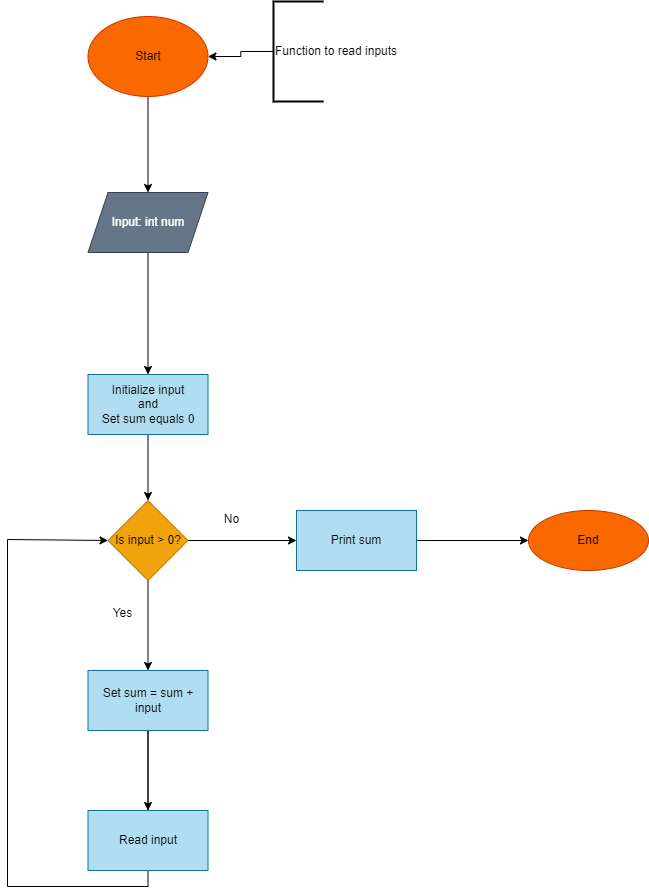 Start
Function to read inputs
Input: int num
Initialize input
and
Set sum equals 0
Is input > 0?
No
Print sum
End
Yes
Set sum = sum +
input
Read input